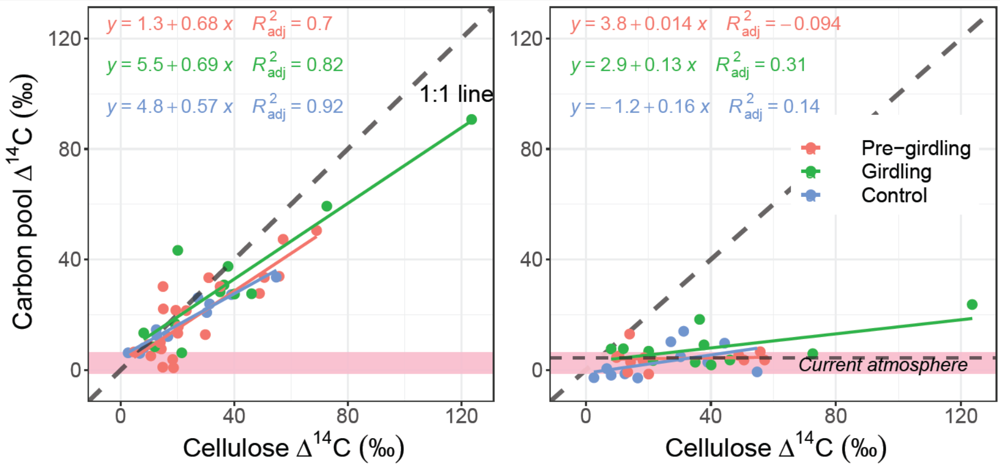 y = 1.3+0.68 x R²adj = 0.7
y = 5.5+0.69 x R²adj = 0.82
y = 4.8+0.57 x R²adj = 0.92
1:1 line
120
80
40
0
Carbon pool Δ¹⁴C (‰)
0 40 80 120
Cellulose Δ¹⁴C (‰)
y = 3.8+0.014 x R²adj = −0.094
y = 2.9+0.13 x R²adj = 0.31
y = −1.2+0.16 x R²adj = 0.14
Pre−girdling
Girdling
Control
Current atmosphere
120
80
40
0
0 40 80 120
Cellulose Δ¹⁴C (‰)